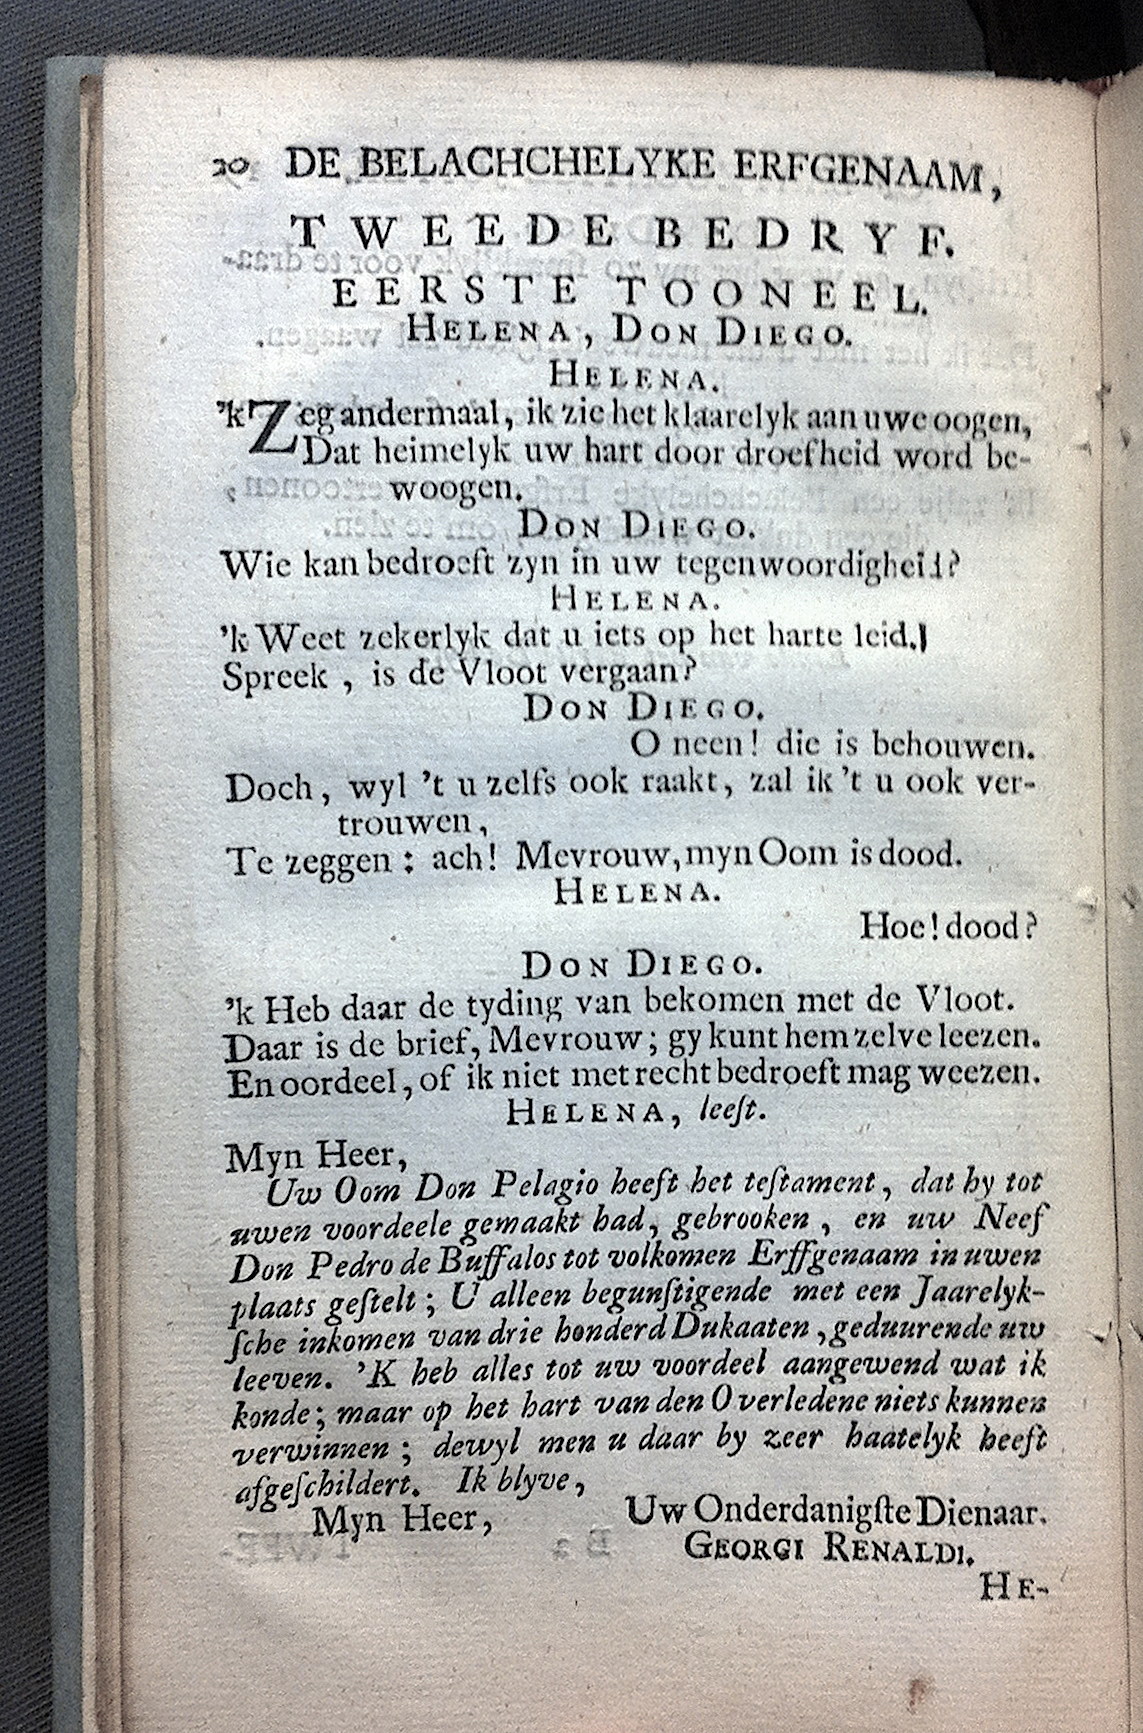 20 DE BELACHCHELYKE ERFGENAAM,
TWEEDE BEDRYF.
EERSTE TOONEEL.
HELENA, DON DIEGO.
HELENA.
'k Zeg andermaal, ik zie het klaarelyk aan uwe oogen,
Dat heimelyk uw hart door droefheid word be-
woogen.
DON DIEGO.
Wie kan bedroeft zyn in uw tegenwoordigheid?
HELENA.
'k Weet zekerlyk dat u iets op het harte leid.
Spreek, is de Vloot vergaan?
DON DIEGO.
O neen! die is behouwen.
Doch, wyl 't u zelfs ook raakt, zal ik 't u ook ver-
trouwen,
Te zeggen: ach! Mevrouw, myn Oom is dood.
HELENA.
Hoe! dood?
DON DIEGO.
'k Heb daar de tyding van bekomen met de Vloot.
Daar is de brief, Mevrouw; gy kunt hem zelve leezen.
En oordeel, of ik niet met recht bedroeft mag weezen.
HELENA, leeſt.
Myn Heer,
Uw Oom Don Pelagio heeft het teſtament, dat hy tot
uwen voordeele gemaakt had, gebrooken, en uw Neef
Don Pedro de Buffalos tot volkomen Erffgenaam in uwen
plaats geſtelt; U alleen begunſtigende met een Jaarelyk-
ſche inkomen van drie honderd Dukaaten, geduurende uw
leeven. 'K heb alles tot uw voordeel aangewend wat ik
konde; maar op het hart van den Overledene niets kunnen
verwinnen; dewyl men u daar by zeer haatelyk heeft
afgeſchildert. Ik blyve,
Myn Heer, Uw Onderdanigſte Dienaar.
GEORGI RENALDI.
HE-